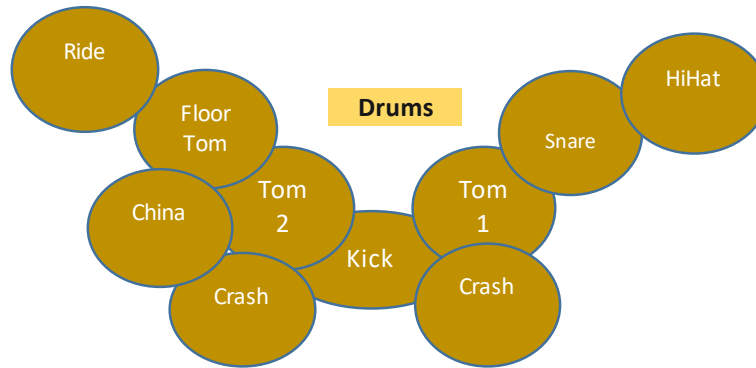 Ride
HiHat
Drums
Floor
Tom
Snare
Tom
2
Tom
1
China
Kick
Crash
Crash